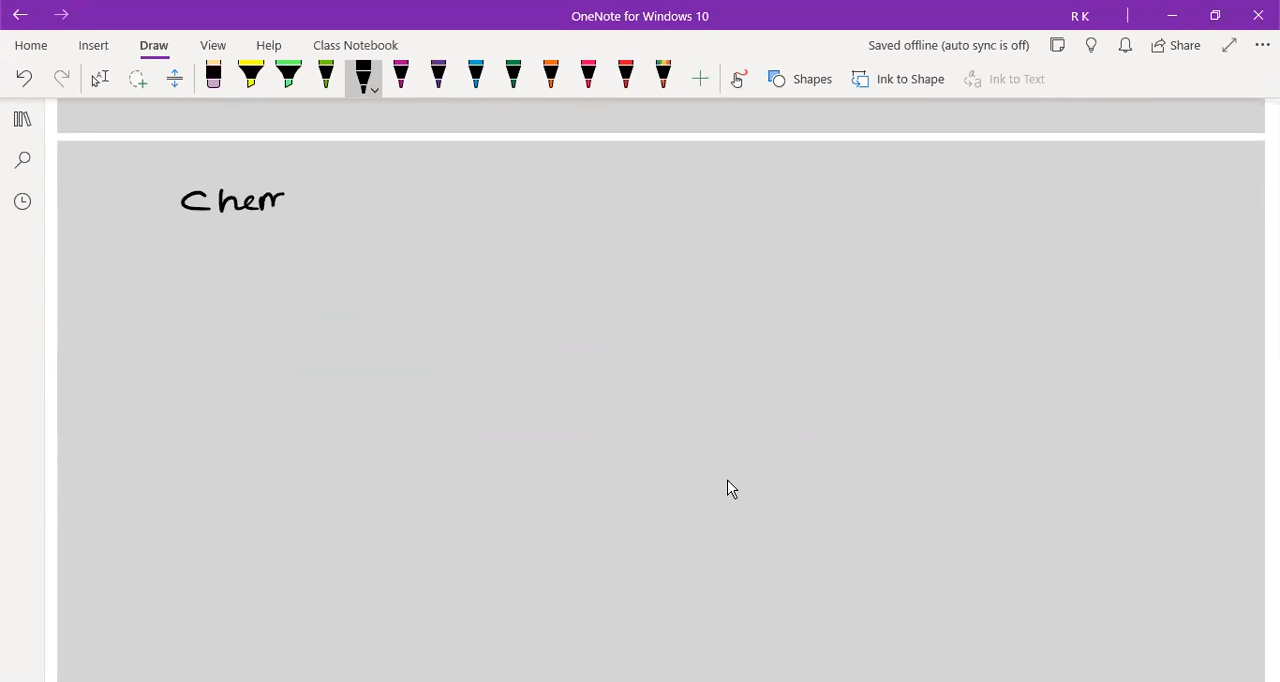 OneNote for Windows 10
R K
Home Insert Draw View Help Class Notebook
Saved offline (auto sync is off) Share
Shapes Ink to Shape Ink to Text
Chem